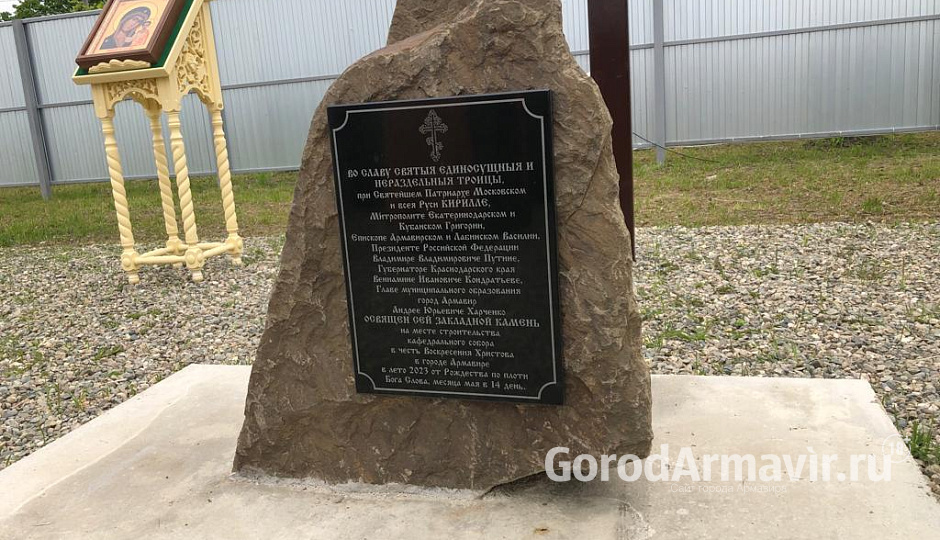 ВО СЛАВУ СВЯТЫЯ ЕДИНОСУЩНЫЯ И
НЕРАЗДЕЛЬНЫЯ ТРОИЦЫ,
при Святейшем Патриархе Московском
и всея Руси КИРИЛЛЕ,
Митрополите Екатеринодарском и
Кубанском Григории,
Епископе Армавирском и Лабинском Василии,
Президенте Российской Федерации
Владимире Владимировиче Путине,
Губернаторе Краснодарского края
Вениамине Ивановиче Кондратьеве,
Главе муниципального образования
город Армавир
Андрее Юрьевиче Харченко
ОСВЯЩЕН СЕЙ ЗАКЛАДНОЙ КАМЕНЬ
на месте строительства
кафедрального собора
в честь Воскресения Христова
в городе Армавире
в лето 2023 от Рождества по плоти
Бога Слова, месяца мая в 14 день.
GorodArmavir.ru
сайт города Армавира